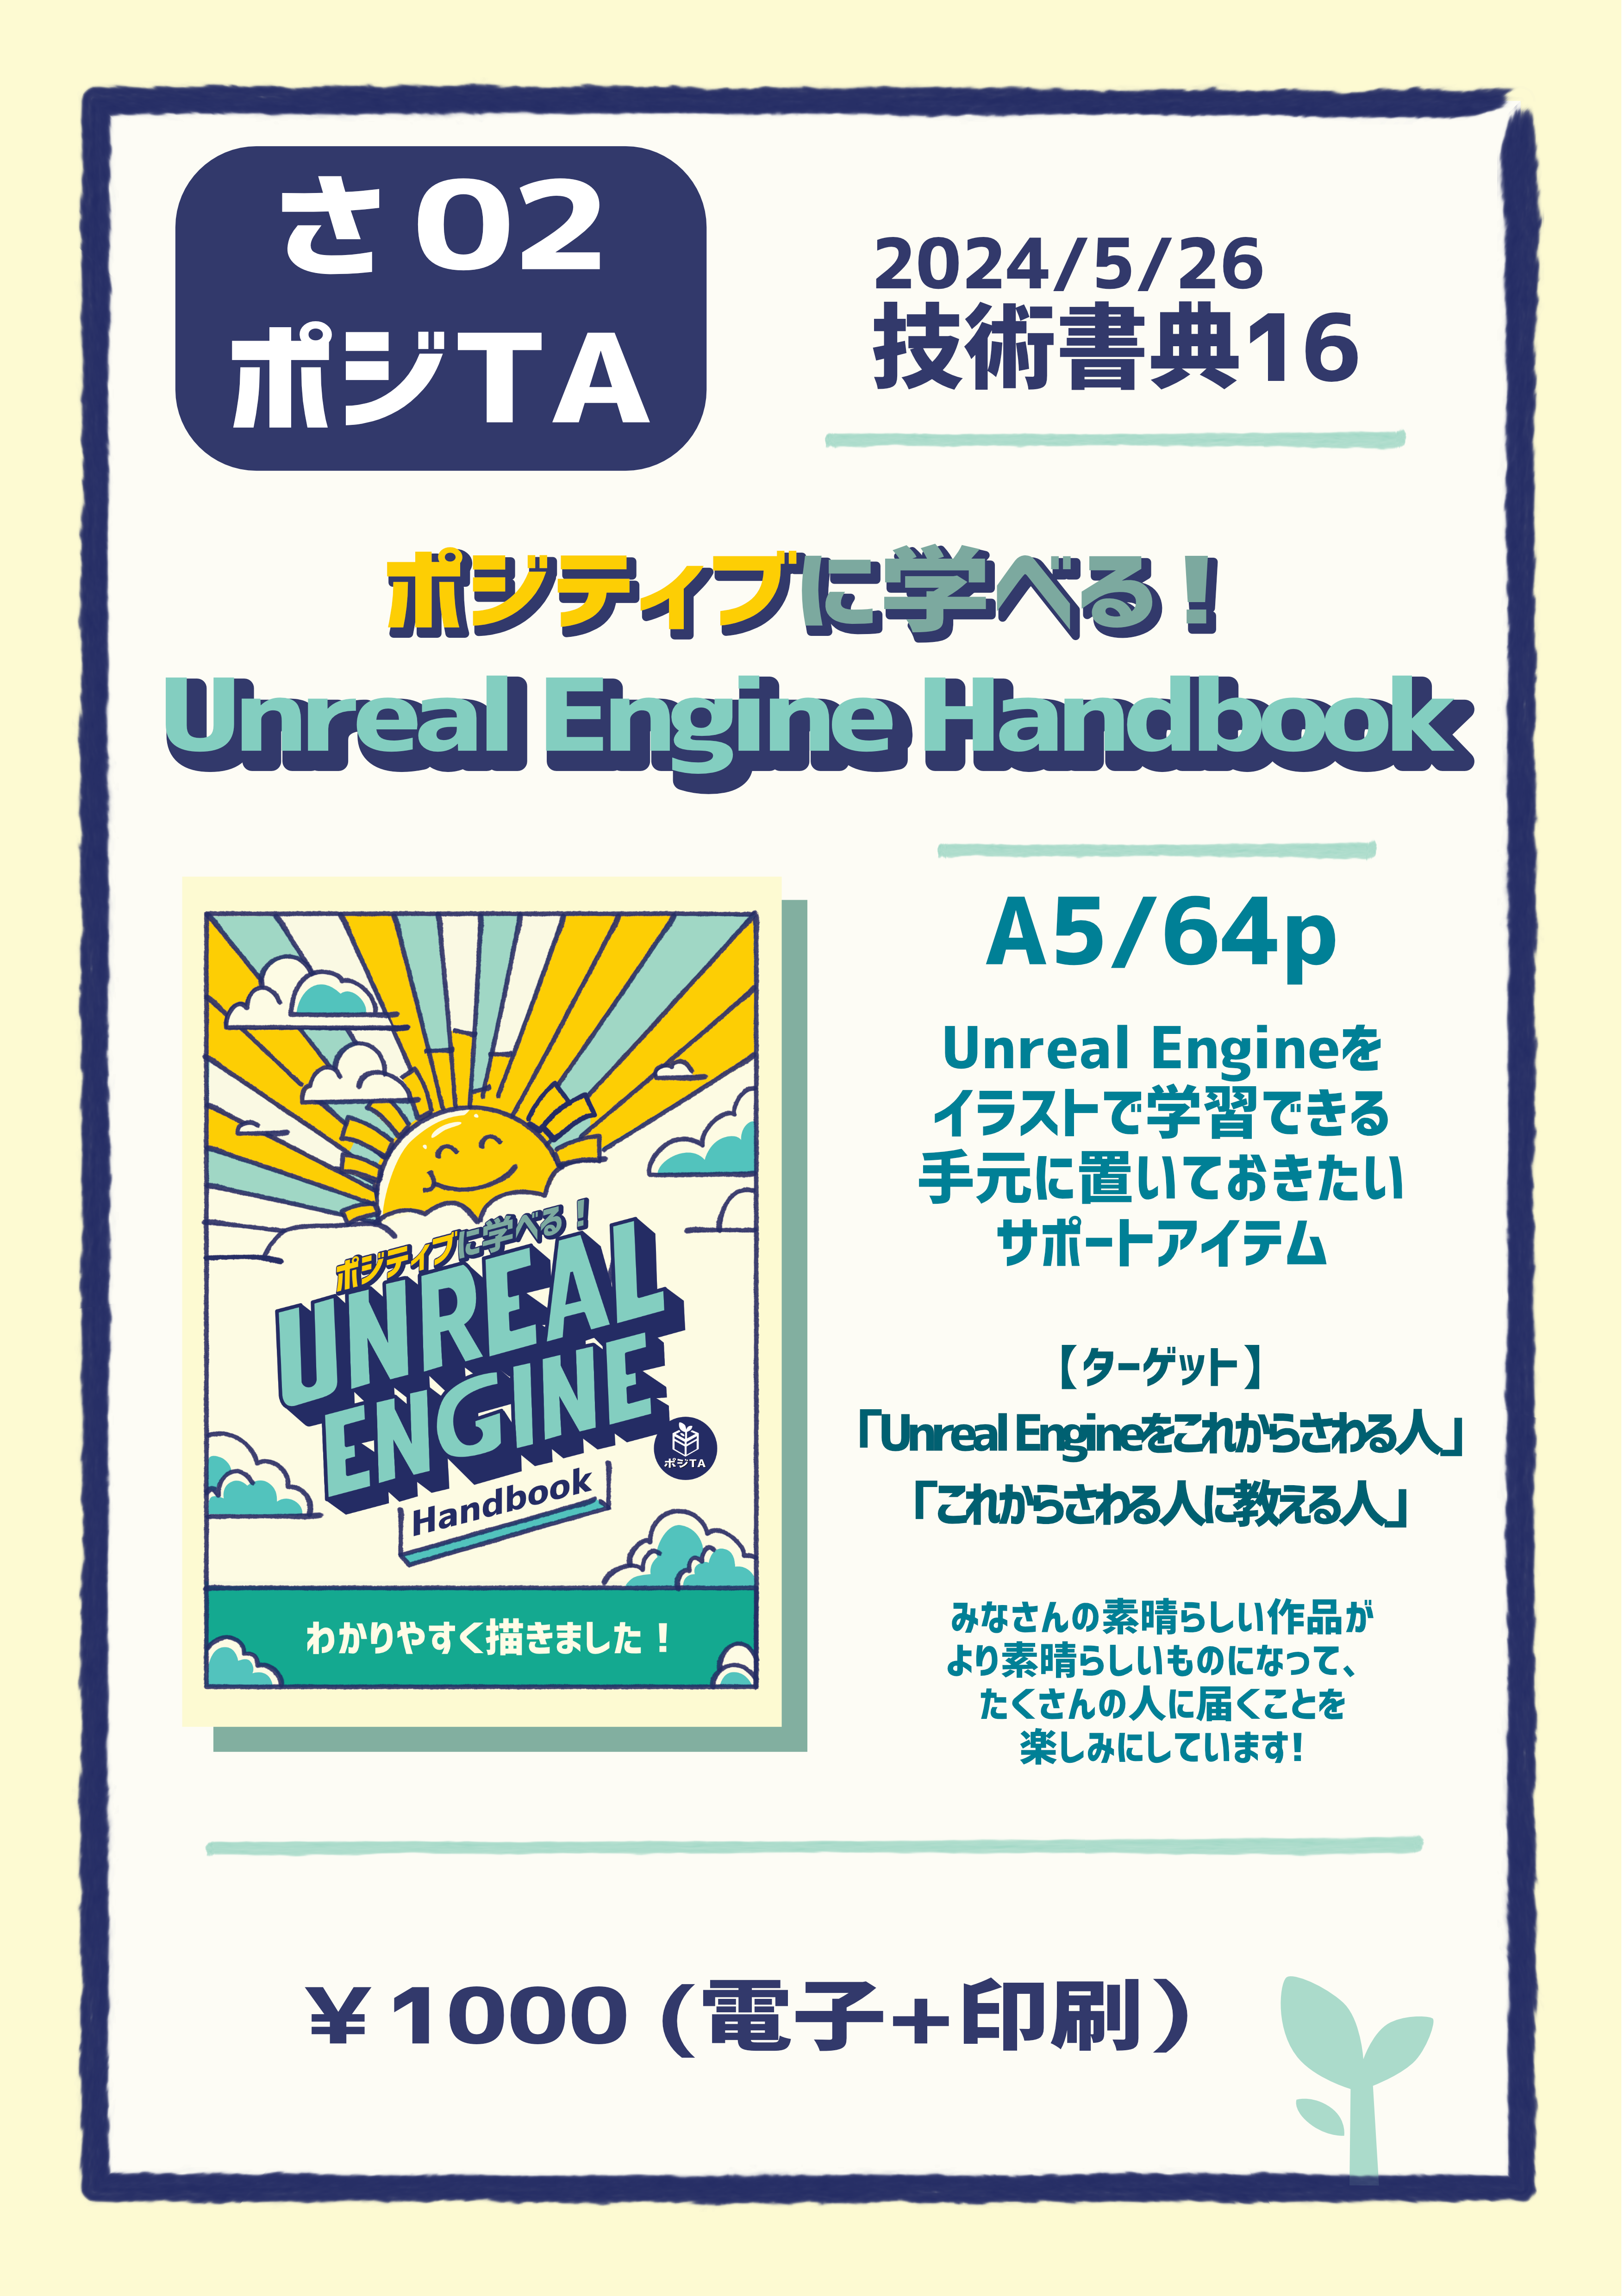 さ02
ポジTA
2024/5/26
技術書典16
ポジティブに学べる！
Unreal Engine Handbook
ポジティブに学べる！
UNREAL
ENGINE
Handbook
ポジTA
わかりやすく描きました！
A5/64p
Unreal Engineを
イラストで学習できる
手元に置いておきたい
サポートアイテム
【ターゲット】
「Unreal Engineをこれからさわる人」
「これからさわる人に教える人」
みなさんの素晴らしい作品が
より素晴らしいものになって、
たくさんの人に届くことを
楽しみにしています!
￥1000（電子+印刷）